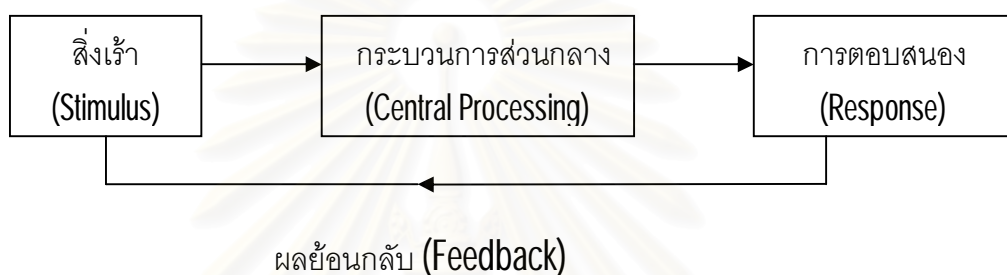 สิ่งเร้า
(Stimulus)
กระบวนการส่วนกลาง
(Central Processing)
การตอบสนอง
(Response)
ผลย้อนกลับ (Feedback)